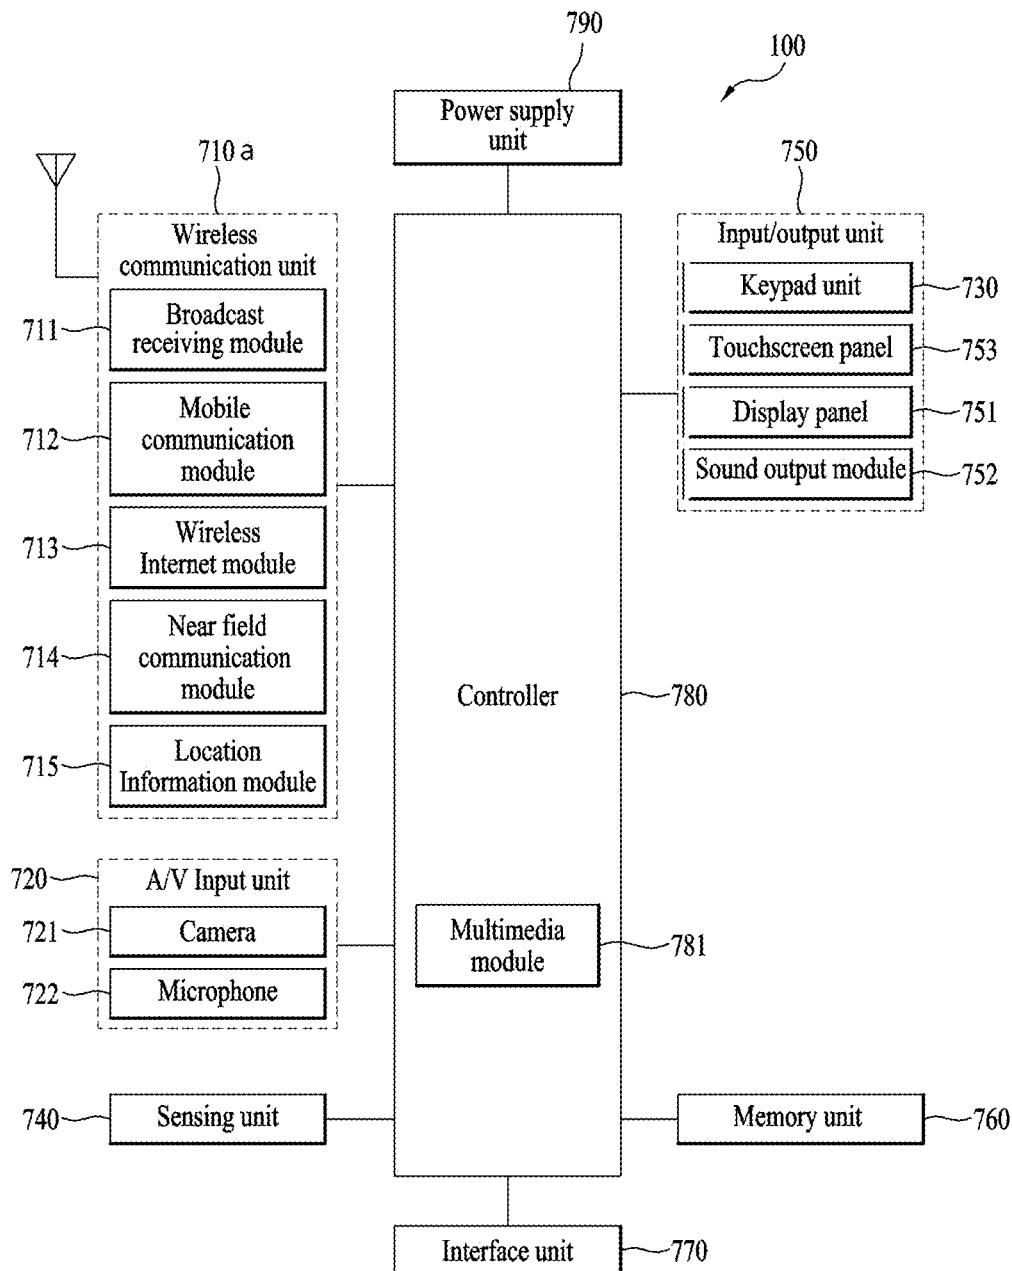 790
100
Power supply
unit
710a
750
Wireless
communication unit
Input/output unit
711
Broadcast
receiving module
Keypad unit
730
Touchscreen panel
753
712
Mobile
communication
module
Display panel
751
Sound output module
752
713
Wireless
Internet module
714
Near field
communication
module
Controller
780
715
Location
Information module
720
A/V Input unit
721
Camera
Multimedia
module
781
722
Microphone
740
Sensing unit
Memory unit
760
Interface unit
770